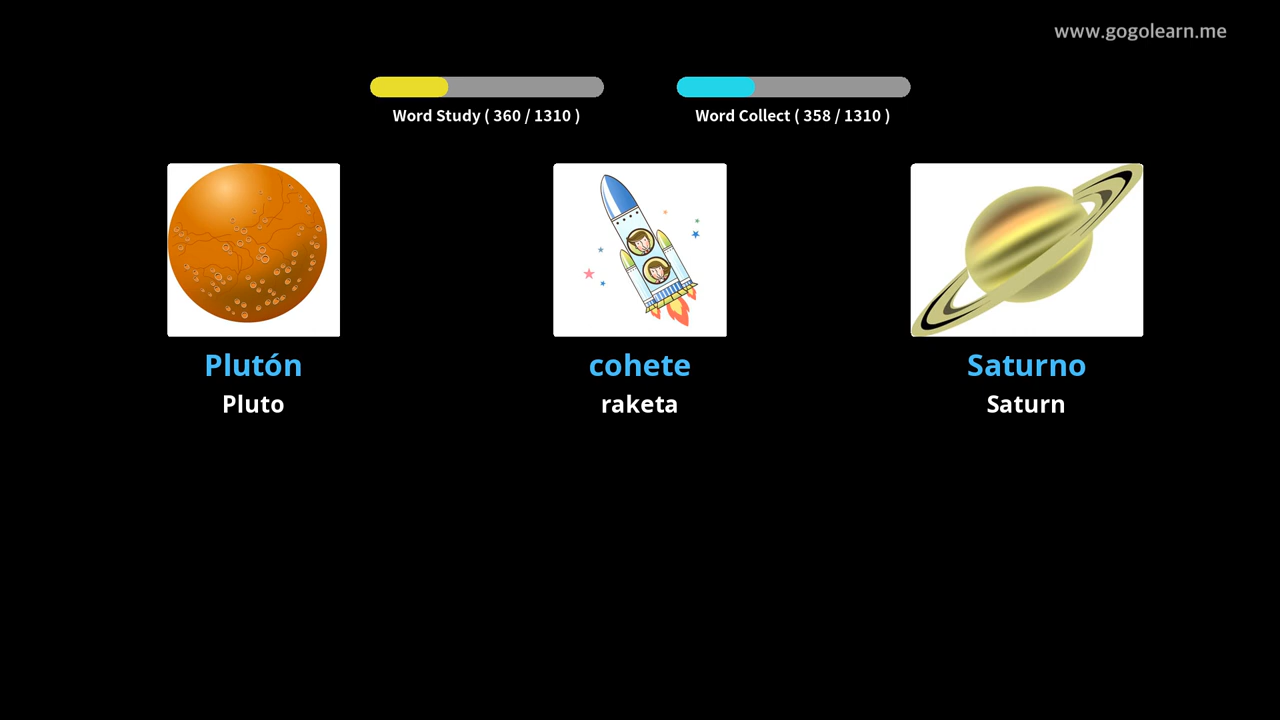 www.gogolearn.me
Word Study ( 360 / 1310 )
Word Collect ( 358 / 1310 )
Plutón
Pluto
cohete
raketa
Saturno
Saturn